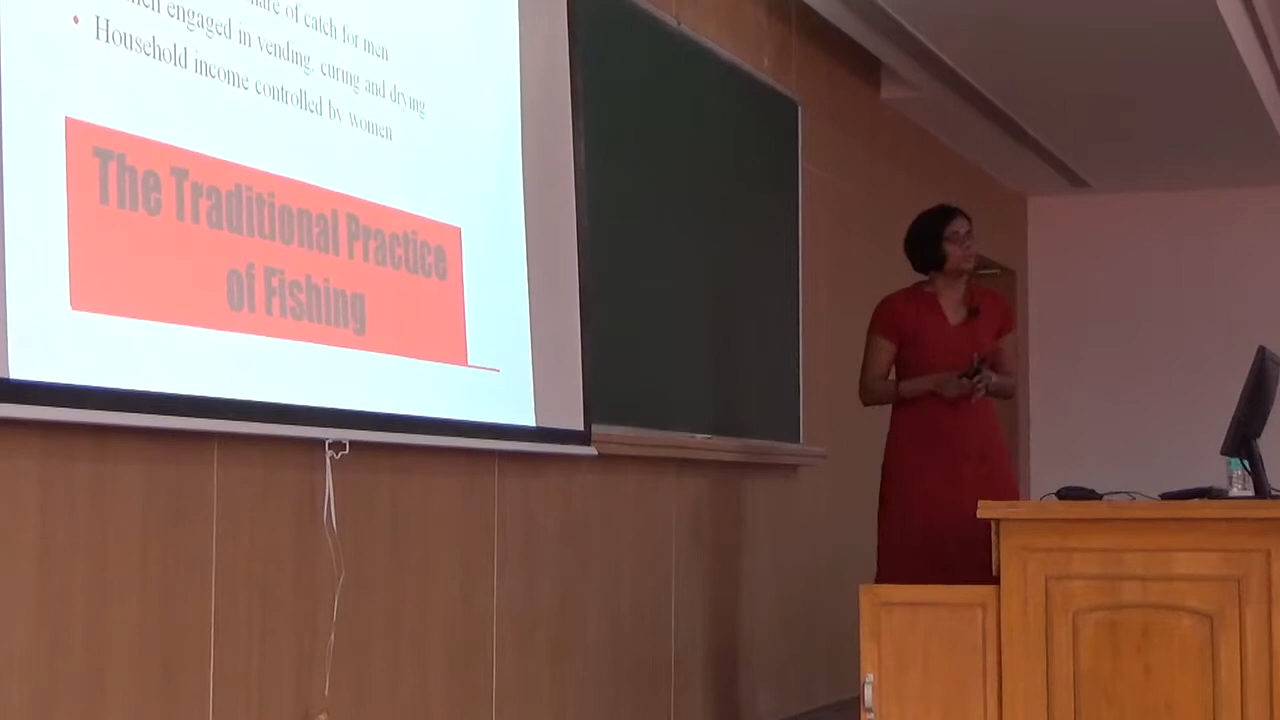 of catch for men
engaged in vending, curing and drying
• Household income controlled by women
The Traditional Practice
of Fishing